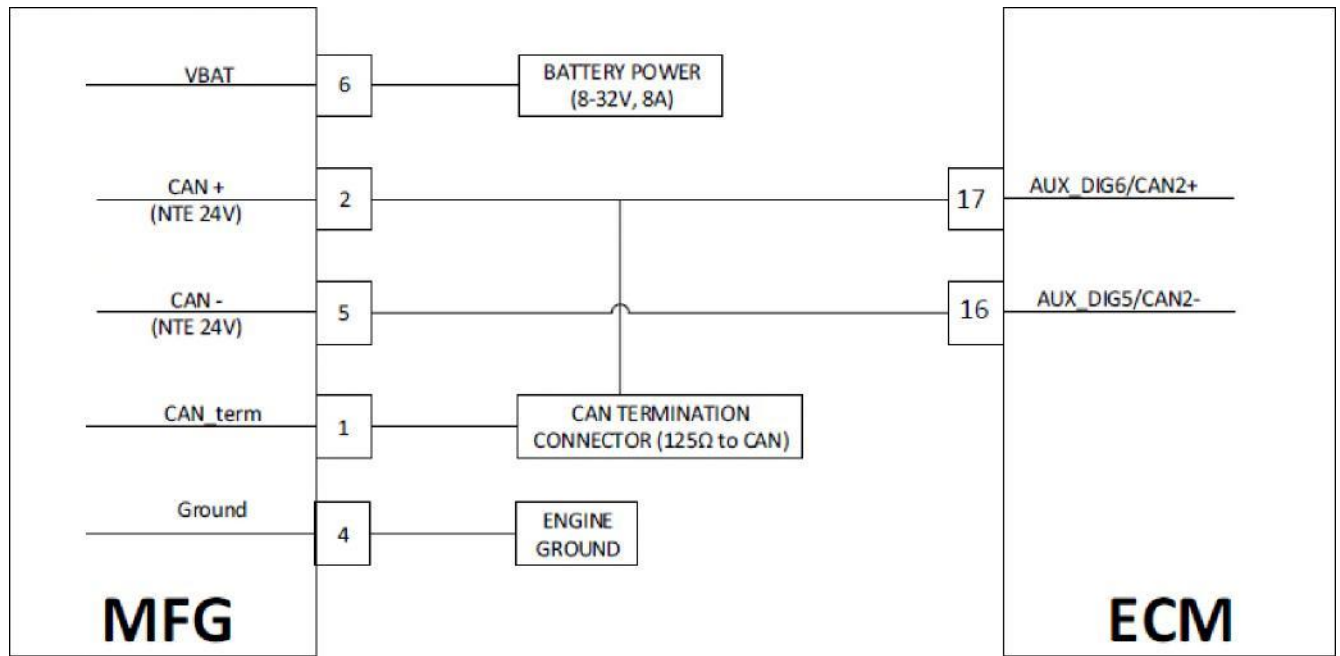 VBAT
6
BATTERY POWER
(8-32V, 8A)
CAN +
(NTE 24V)
2
17
AUX_DIG6/CAN2+
CAN -
(NTE 24V)
5
16
AUX_DIG5/CAN2-
CAN_term
1
CAN TERMINATION
CONNECTOR (125Ω to CAN)
Ground
4
ENGINE
GROUND
MFG
ECM